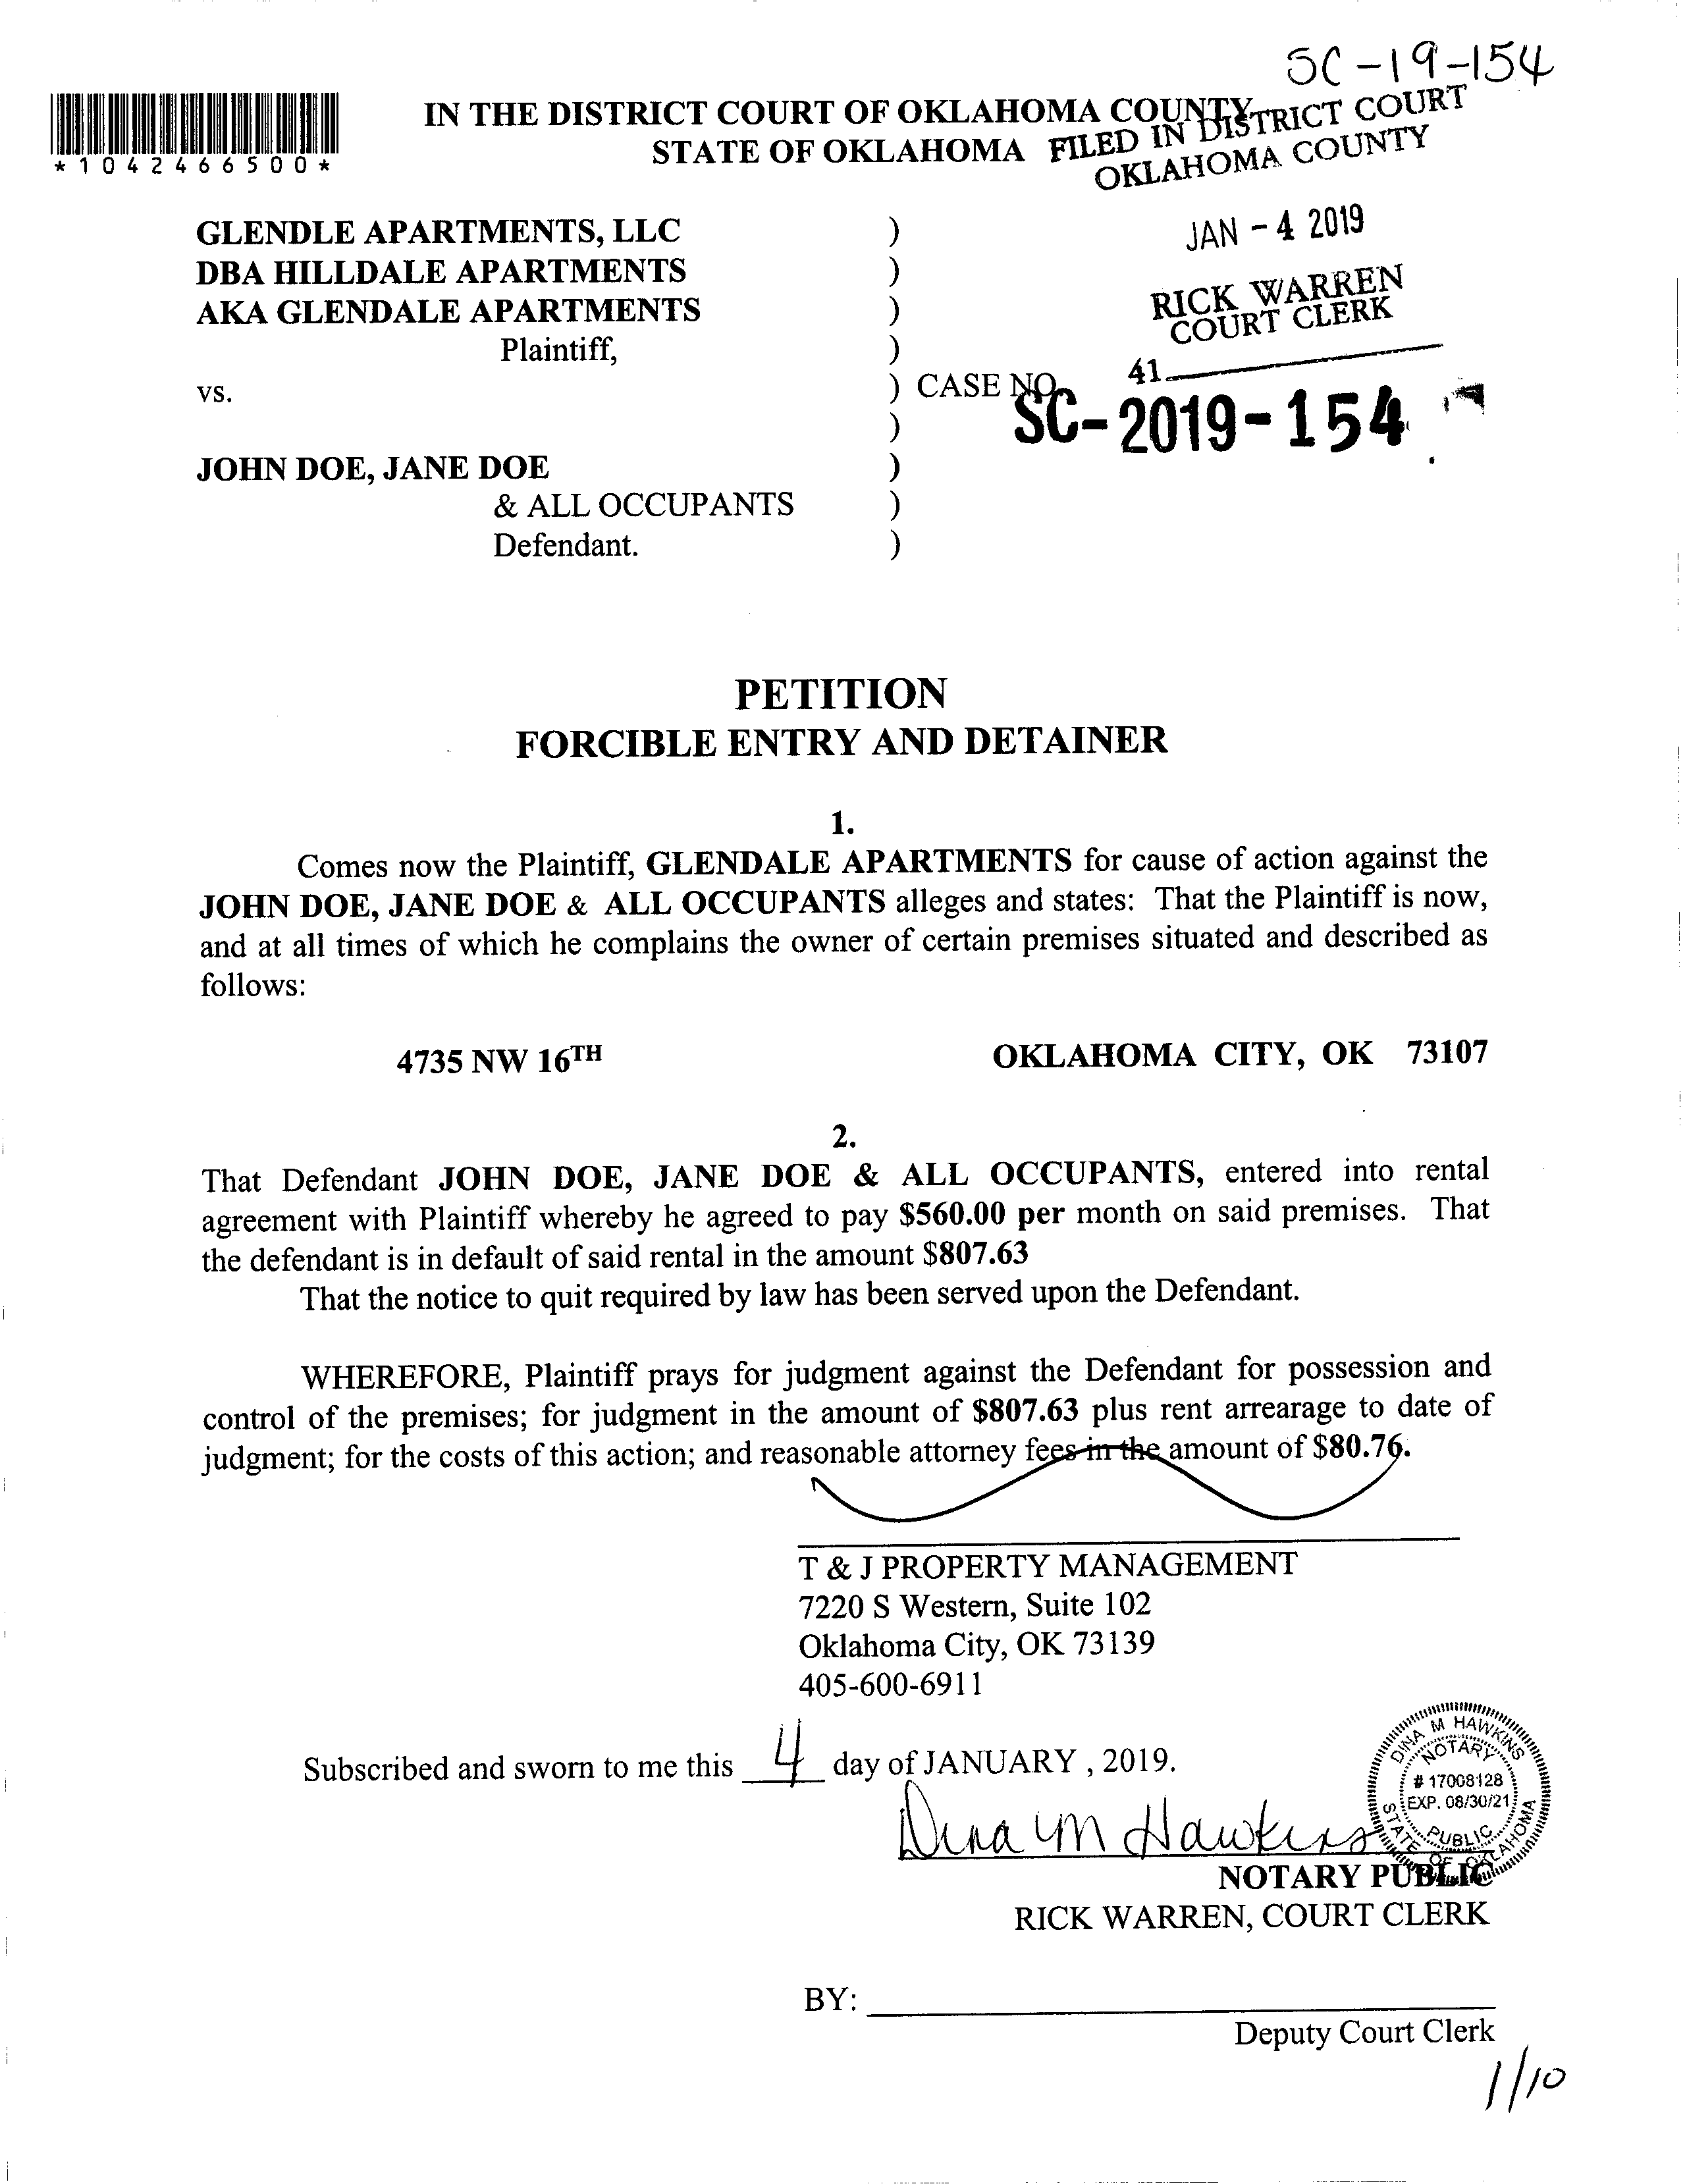 SC-19-154
*1042466500*
IN THE DISTRICT COURT OF OKLAHOMA COUNTY
STATE OF OKLAHOMA
FILED IN DISTRICT COURT
OKLAHOMA COUNTY
JAN - 4 2019
RICK WARREN
COURT CLERK
41
GLENDLE APARTMENTS, LLC )
DBA HILLDALE APARTMENTS )
AKA GLENDALE APARTMENTS )
Plaintiff, )
vs. ) CASE NO.
SC-2019-154
)
JOHN DOE, JANE DOE )
& ALL OCCUPANTS )
Defendant. )
PETITION
FORCIBLE ENTRY AND DETAINER
1.
Comes now the Plaintiff, GLENDALE APARTMENTS for cause of action against the
JOHN DOE, JANE DOE & ALL OCCUPANTS alleges and states: That the Plaintiff is now,
and at all times of which he complains the owner of certain premises situated and described as
follows:
4735 NW 16TH OKLAHOMA CITY, OK 73107
2.
That Defendant JOHN DOE, JANE DOE & ALL OCCUPANTS, entered into rental
agreement with Plaintiff whereby he agreed to pay $560.00 per month on said premises. That
the defendant is in default of said rental in the amount $807.63
That the notice to quit required by law has been served upon the Defendant.
WHEREFORE, Plaintiff prays for judgment against the Defendant for possession and
control of the premises; for judgment in the amount of $807.63 plus rent arrearage to date of
judgment; for the costs of this action; and reasonable attorney fees in the amount of $80.76.
T & J PROPERTY MANAGEMENT
7220 S Western, Suite 102
Oklahoma City, OK 73139
405-600-6911
Subscribed and sworn to me this 4 day of JANUARY , 2019.
Dina M Hawkins
DINA M HAWKINS
NOTARY
# 17008128
EXP. 08/30/21
PUBLIC
STATE OF OKLAHOMA
NOTARY PUBLIC
RICK WARREN, COURT CLERK
BY:
Deputy Court Clerk
1/10